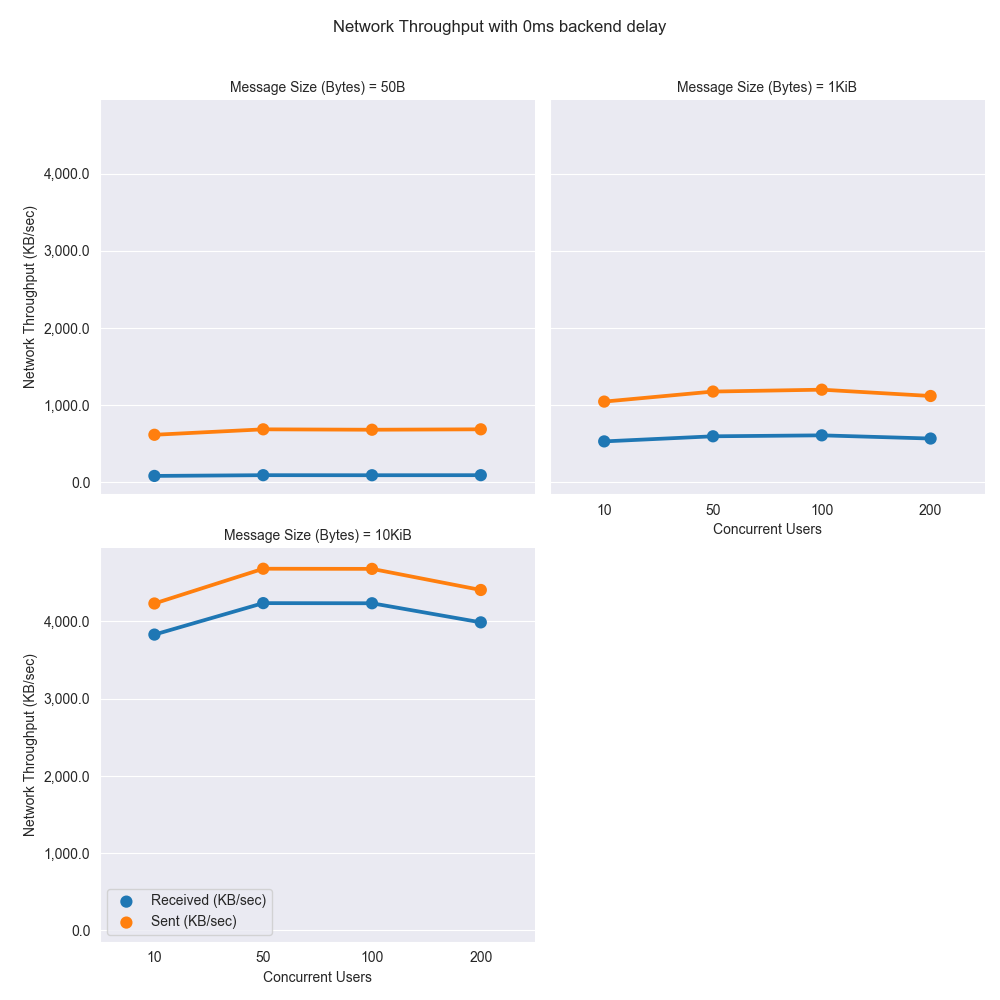 Network Throughput with 0ms backend delay
Message Size (Bytes) = 50B
Message Size (Bytes) = 1KiB
Network Throughput (KB/sec)
4,000.0
3,000.0
2,000.0
1,000.0
0.0
10 50 100 200
Concurrent Users
Message Size (Bytes) = 10KiB
Network Throughput (KB/sec)
4,000.0
3,000.0
2,000.0
1,000.0
0.0
Received (KB/sec)
Sent (KB/sec)
10 50 100 200
Concurrent Users